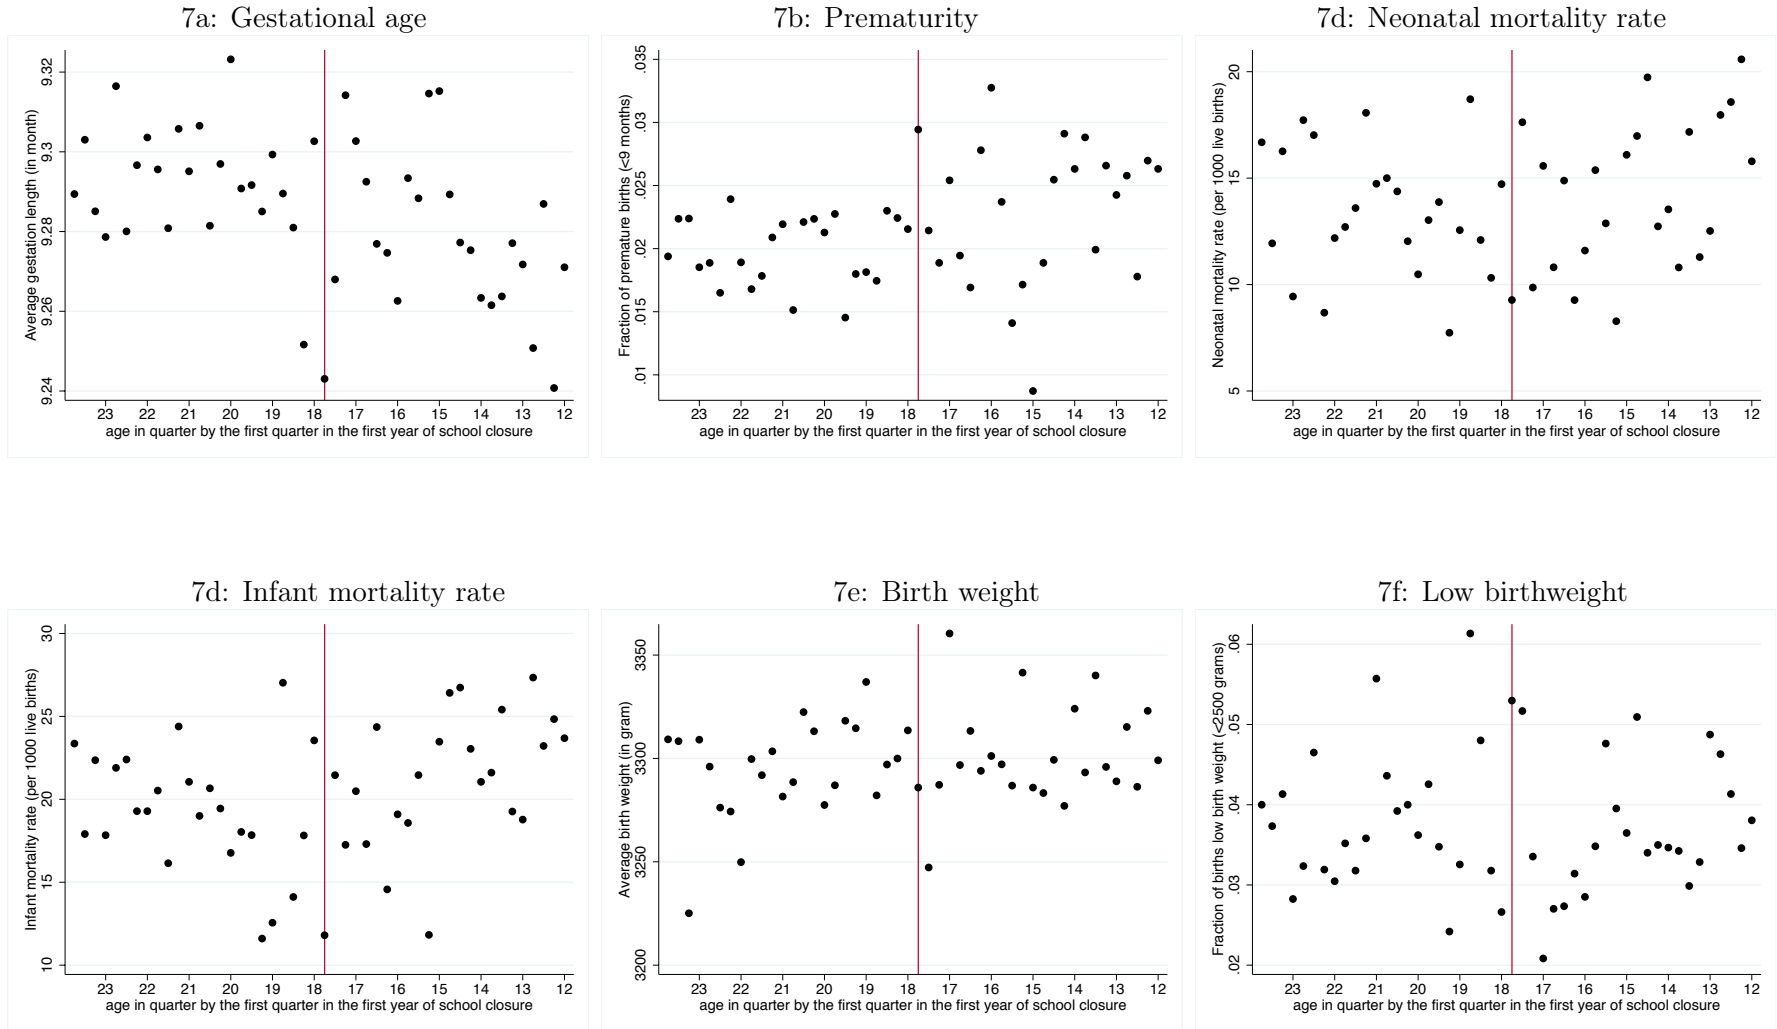 7a: Gestational age
Average gestation length (in month)
9.32
9.3
9.28
9.26
9.24
23 22 21 20 19 18 17 16 15 14 13 12
age in quarter by the first quarter in the first year of school closure
7b: Prematurity
Fraction of premature births (<9 months)
.035
.03
.025
.02
.015
.01
23 22 21 20 19 18 17 16 15 14 13 12
age in quarter by the first quarter in the first year of school closure
7d: Neonatal mortality rate
Neonatal mortality rate (per 1000 live births)
20
15
10
5
23 22 21 20 19 18 17 16 15 14 13 12
age in quarter by the first quarter in the first year of school closure
7d: Infant mortality rate
Infant mortality rate (per 1000 live births)
30
25
20
15
10
23 22 21 20 19 18 17 16 15 14 13 12
age in quarter by the first quarter in the first year of school closure
7e: Birth weight
Average birth weight (in gram)
3350
3300
3250
3200
23 22 21 20 19 18 17 16 15 14 13 12
age in quarter by the first quarter in the first year of school closure
7f: Low birthweight
Fraction of births low birth weight (<2500 grams)
.06
.05
.04
.03
.02
23 22 21 20 19 18 17 16 15 14 13 12
age in quarter by the first quarter in the first year of school closure